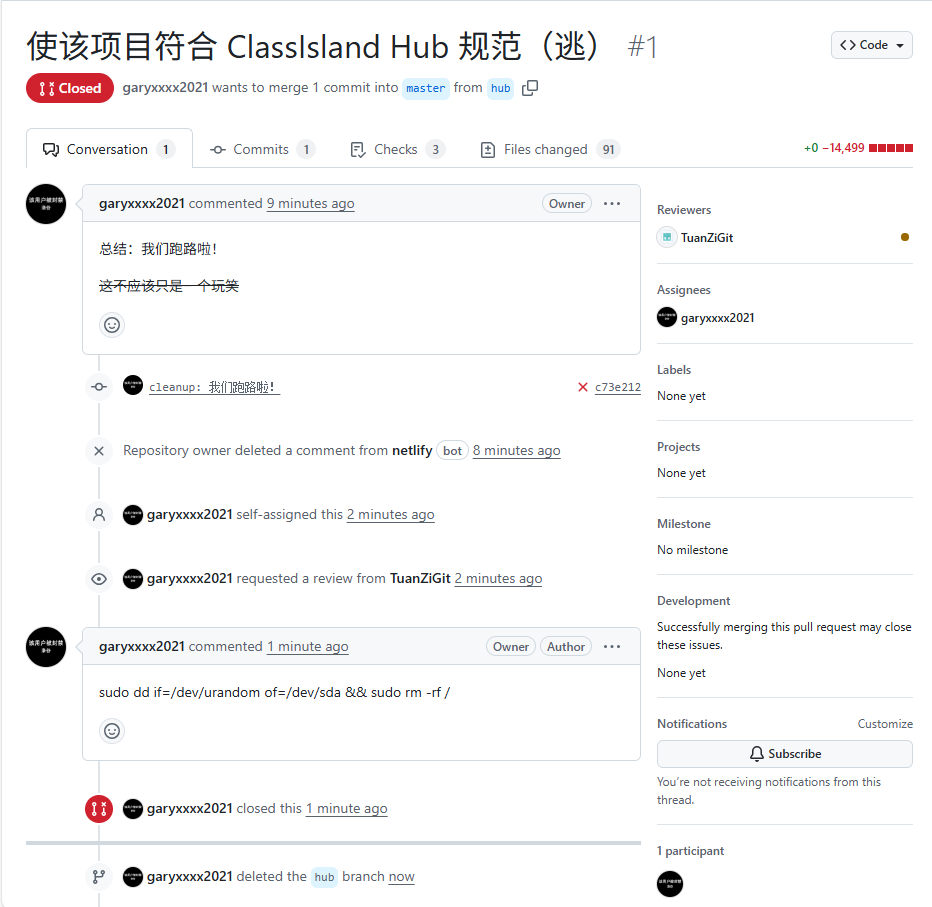 使该项目符合 ClassIsland Hub 规范（逃） #1
Code
Closed
garyxxxx2021 wants to merge 1 commit into master from hub
Conversation 1
Commits 1
Checks 3
Files changed 91
+0 −14,499
garyxxxx2021 commented 9 minutes ago
Owner
总结：我们跑路啦！
这不应该只是一个玩笑
cleanup: 我们跑路啦！
c73e212
Repository owner deleted a comment from netlify bot 8 minutes ago
garyxxxx2021 self-assigned this 2 minutes ago
garyxxxx2021 requested a review from TuanZiGit 2 minutes ago
garyxxxx2021 commented 1 minute ago
Owner
Author
sudo dd if=/dev/urandom of=/dev/sda && sudo rm -rf /
garyxxxx2021 closed this 1 minute ago
garyxxxx2021 deleted the hub branch now
Reviewers
TuanZiGit
Assignees
garyxxxx2021
Labels
None yet
Projects
None yet
Milestone
No milestone
Development
Successfully merging this pull request may close
these issues.
None yet
Notifications
Customize
Subscribe
You're not receiving notifications from this
thread.
1 participant